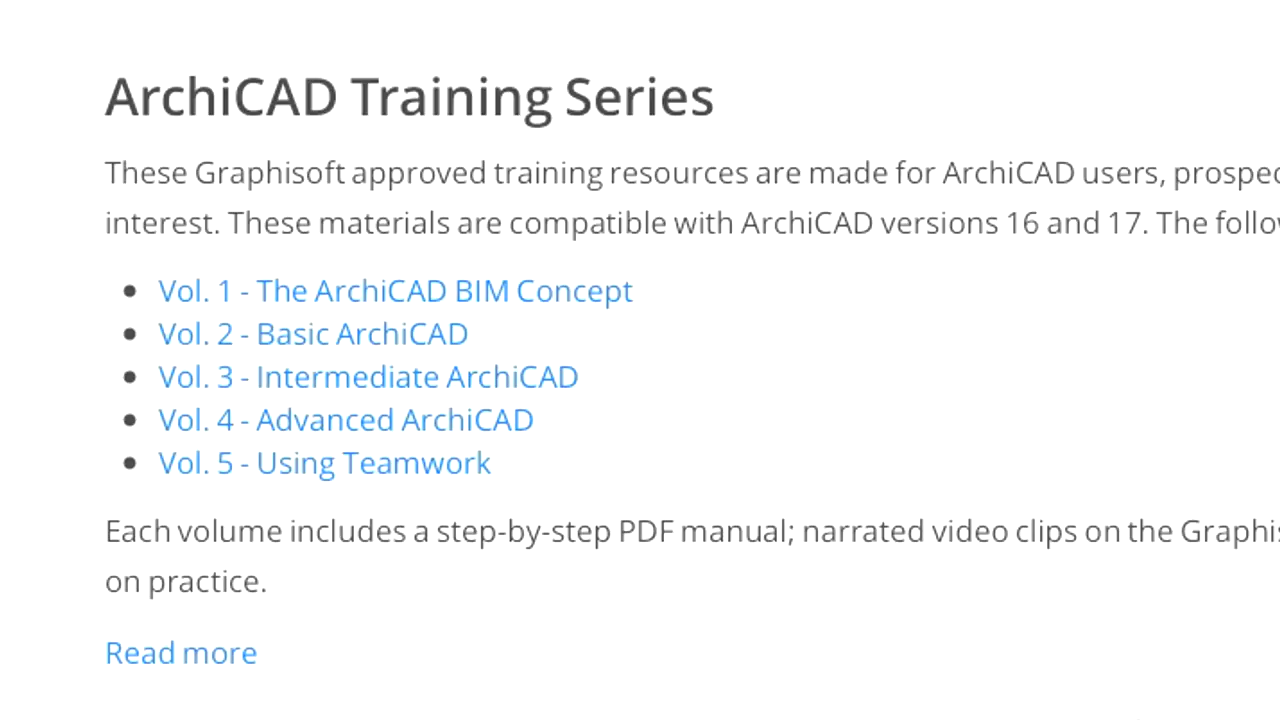 ArchiCAD Training Series
These Graphisoft approved training resources are made for ArchiCAD users,
interest. These materials are compatible with ArchiCAD versions 16 and 17. The
Vol. 1 - The ArchiCAD BIM Concept
Vol. 2 - Basic ArchiCAD
Vol. 3 - Intermediate ArchiCAD
Vol. 4 - Advanced ArchiCAD
Vol. 5 - Using Teamwork
Each volume includes a step-by-step PDF manual; narrated video clips on the
on practice.
Read more